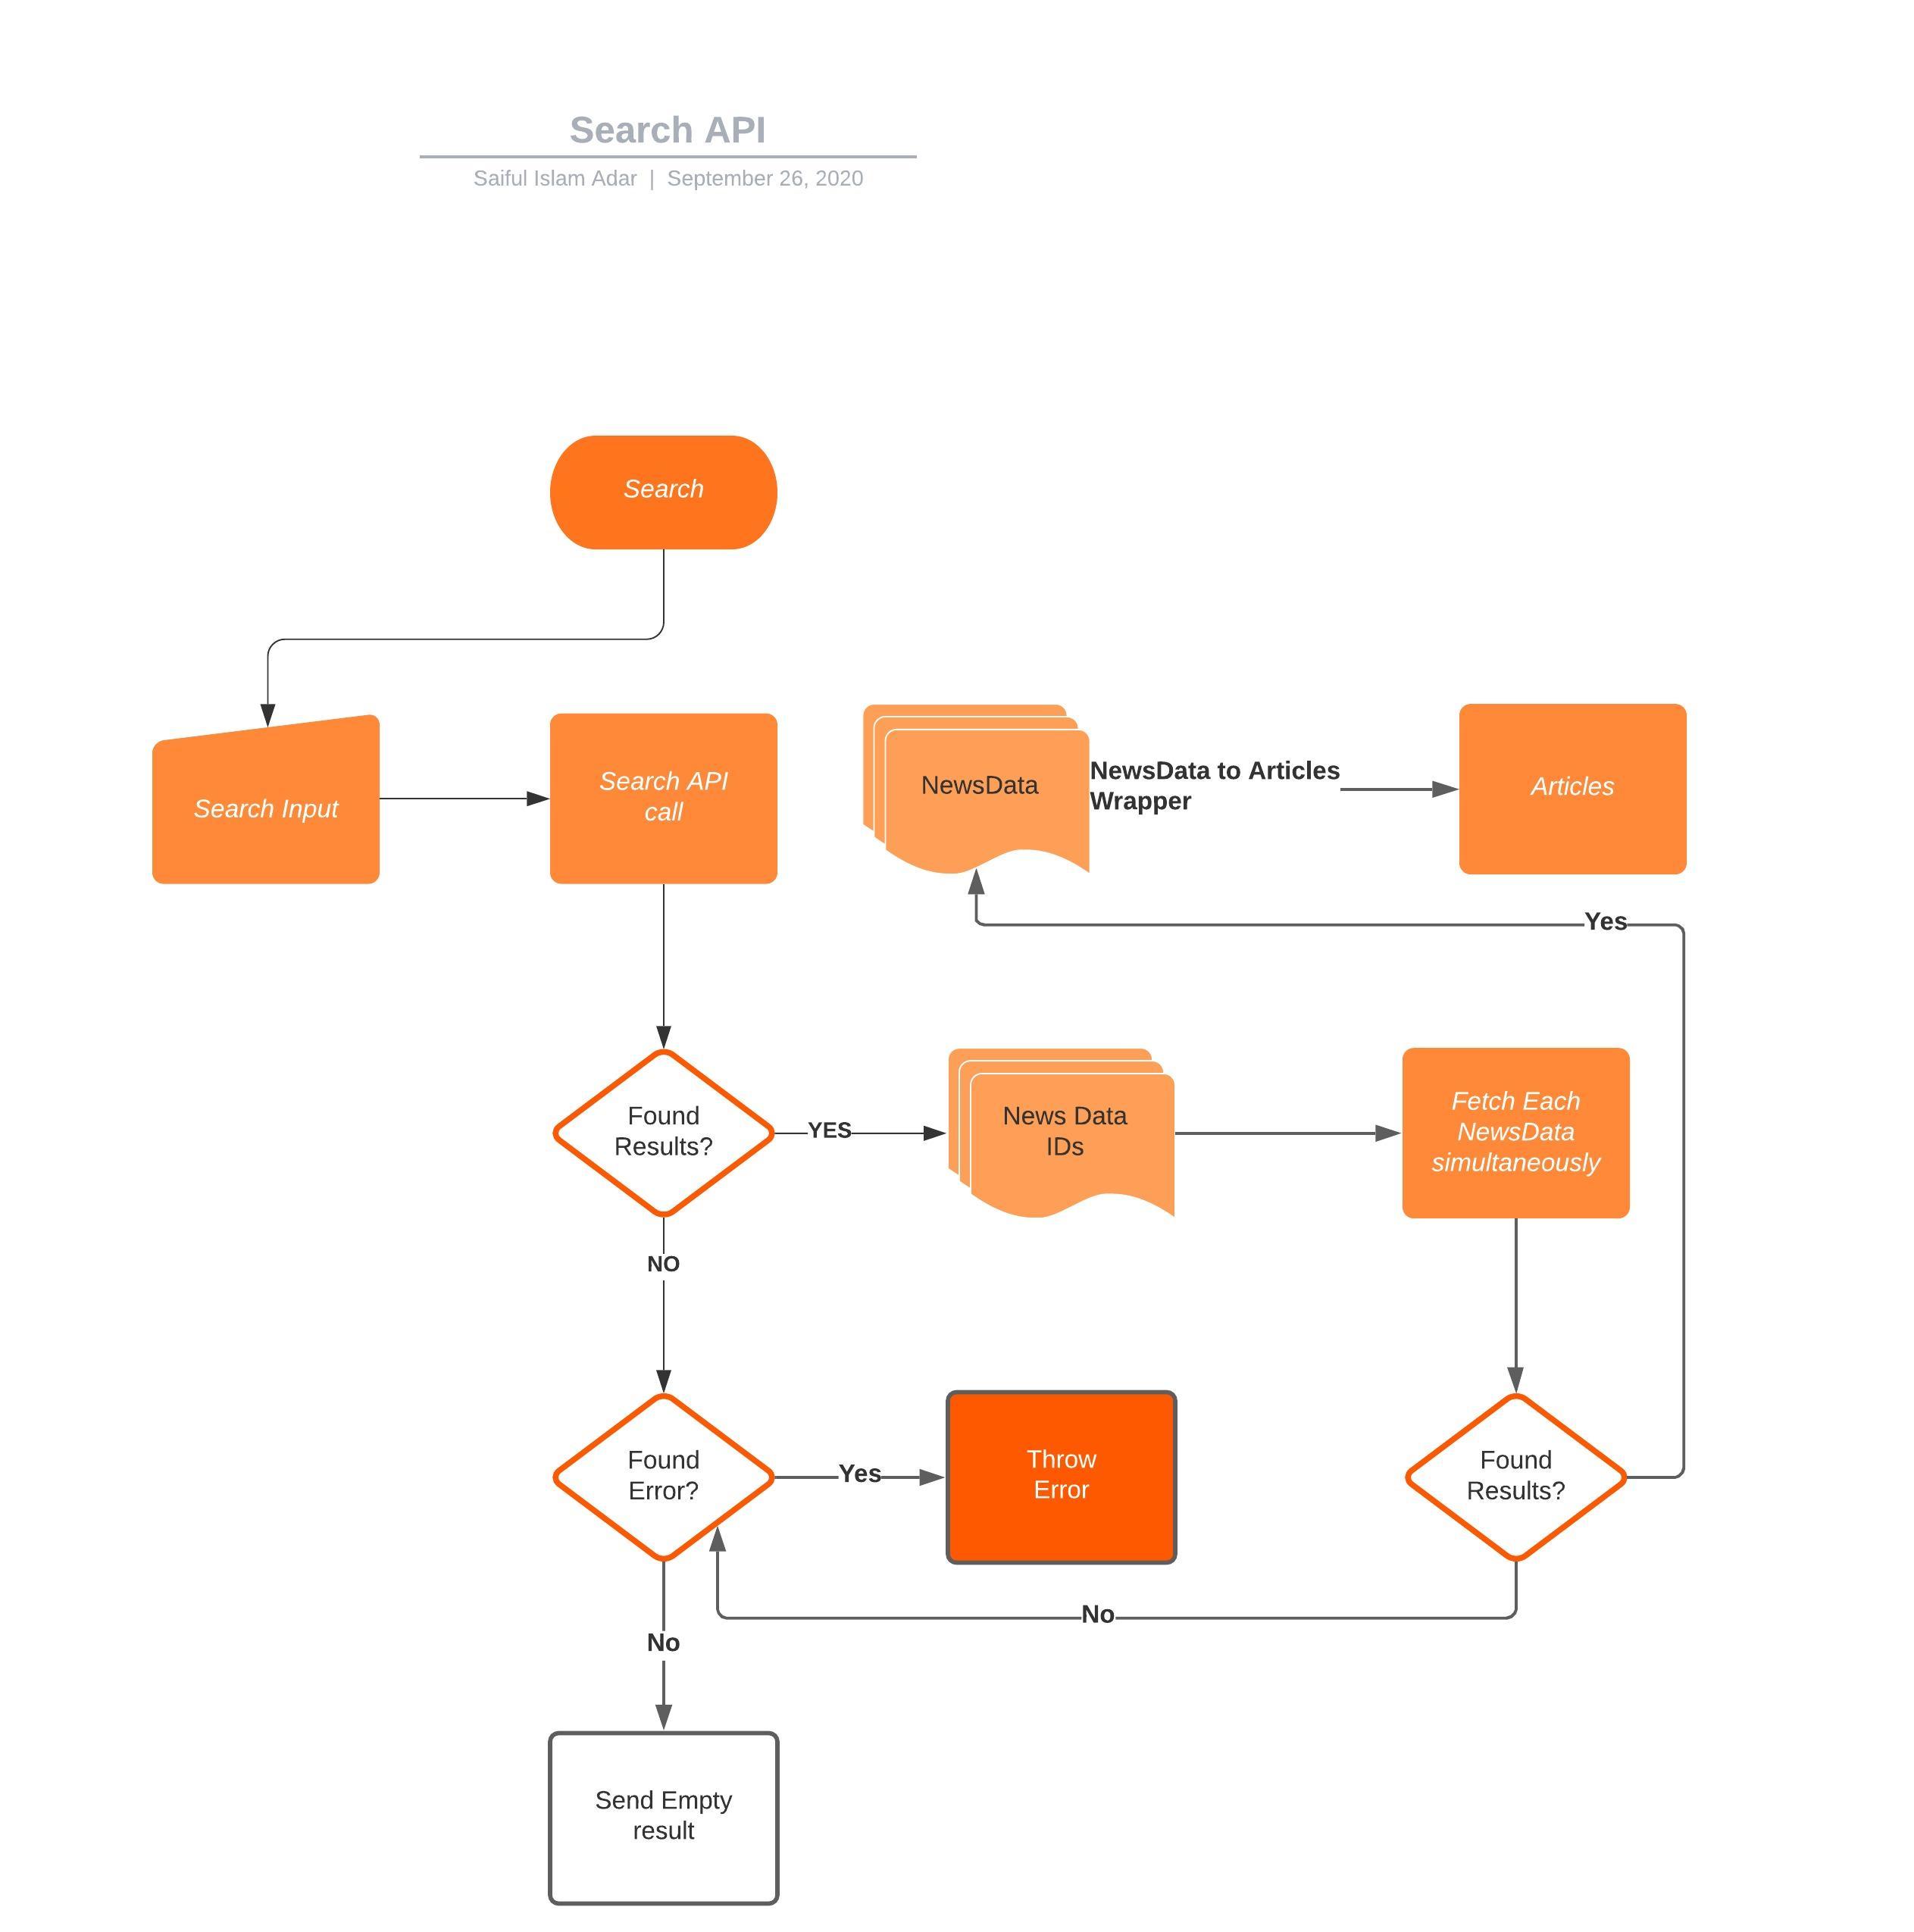 Search API
Saiful Islam Adar | September 26, 2020
Search
Search Input
Search API
call
NewsData
NewsData to Articles
Wrapper
Articles
Yes
Found
Results?
YES
News Data
IDs
Fetch Each
NewsData
simultaneously
NO
Found
Error?
Yes
Throw
Error
Found
Results?
No
No
Send Empty
result